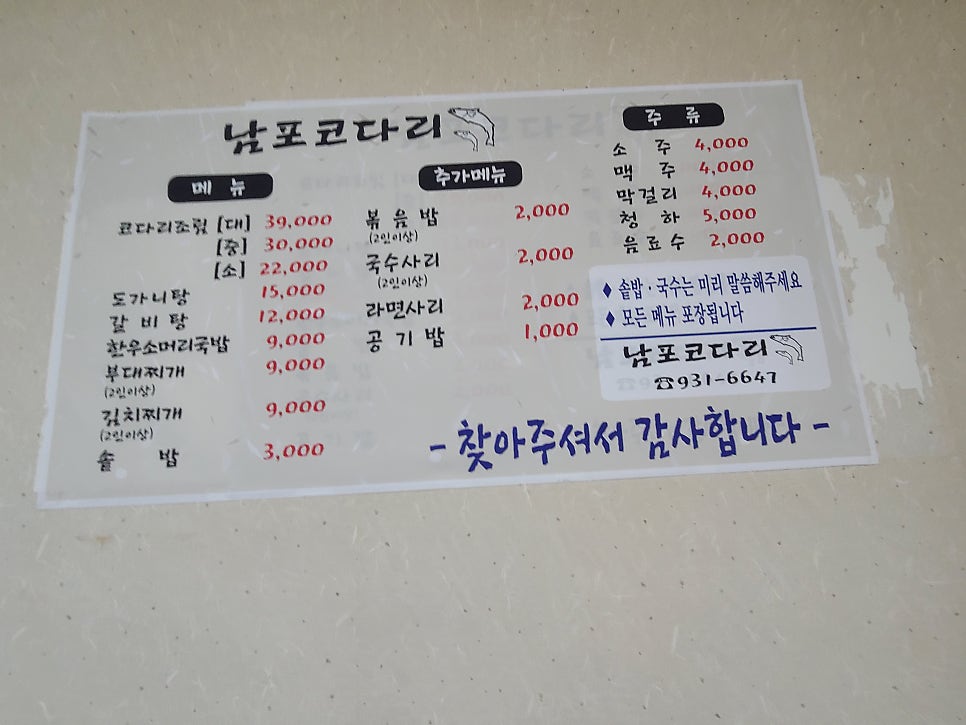 남포코다리
메 뉴
코다리조림 [대] 39,000
[중] 30,000
[소] 22,000
도가니탕 15,000
갈비탕 12,000
한우소머리국밥 9,000
부대찌개 9,000
(2인이상)
김치찌개 9,000
(2인이상)
솥 밥 3,000
추가메뉴
볶음밥 2,000
(2인이상)
국수사리 2,000
(2인이상)
라면사리 2,000
공기밥 1,000
주 류
소 주 4,000
맥 주 4,000
막걸리 4,000
청 하 5,000
음료수 2,000
♦ 솥밥·국수는 미리 말씀해주세요
♦ 모든 메뉴 포장됩니다
남포코다리
☎931-6647
- 찾아주셔서 감사합니다 -